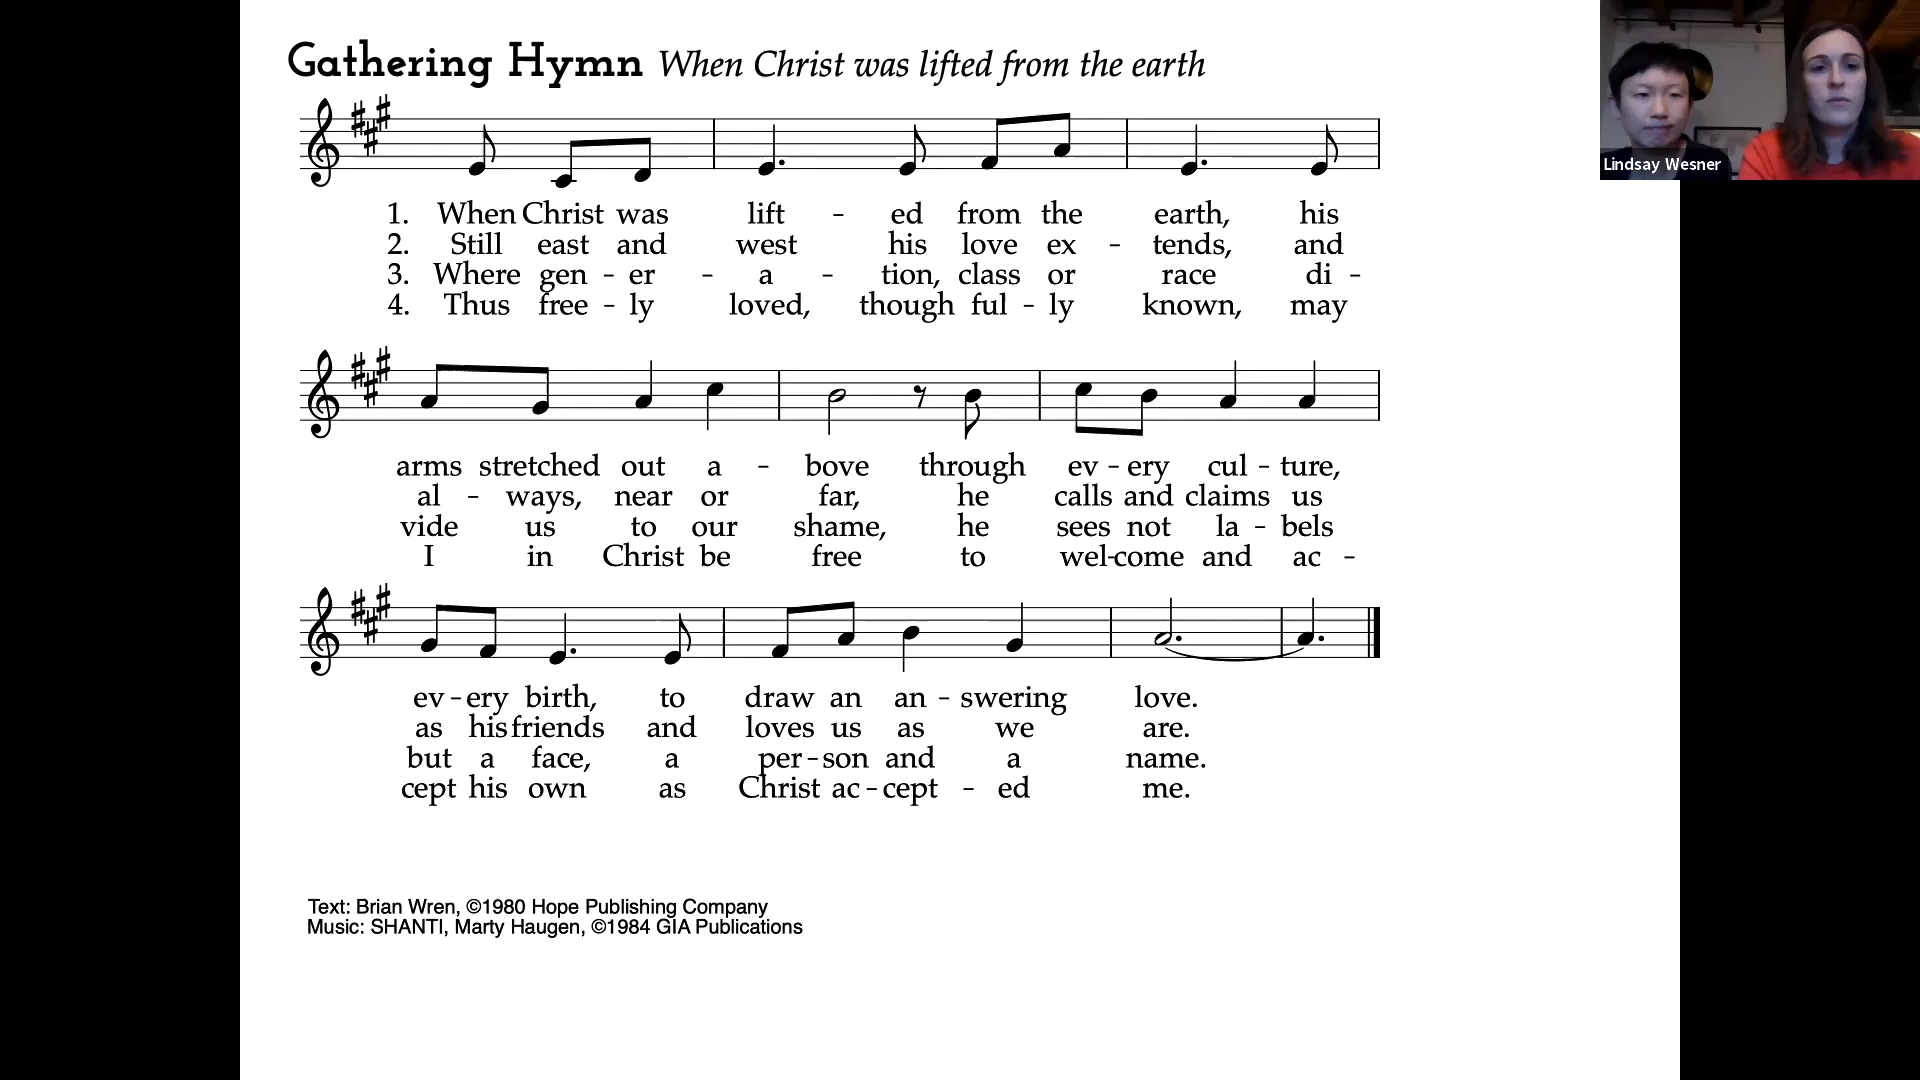 Gathering Hymn When Christ was lifted from the earth
Lindsay Wesner
1. When Christ was lift - ed from the earth, his
2. Still east and west his love ex - tends, and
3. Where gen - er - a - tion, class or race di -
4. Thus free - ly loved, though ful - ly known, may
arms stretched out a - bove through ev - ery cul - ture,
al - ways, near or far, he calls and claims us
vide us to our shame, he sees not la - bels
I in Christ be free to wel-come and ac -
ev - ery birth, to draw an an - swering love.
as his friends and loves us as we are.
but a face, a per - son and a name.
cept his own as Christ ac - cept - ed me.
Text: Brian Wren, ©1980 Hope Publishing Company
Music: SHANTI, Marty Haugen, ©1984 GIA Publications